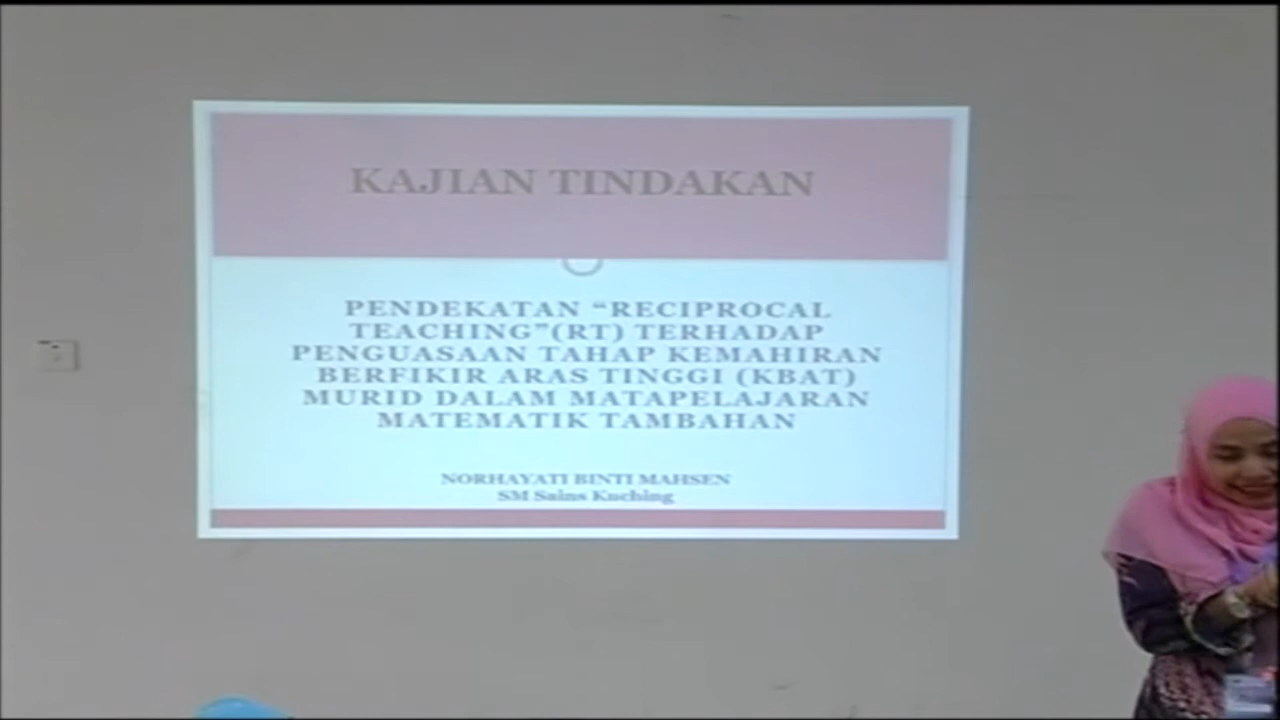 KAJIAN TINDAKAN
PENDEKATAN “RECIPROCAL
TEACHING”(RT) TERHADAP
PENGUASAAN TAHAP KEMAHIRAN
BERFIKIR ARAS TINGGI (KBAT)
MURID DALAM MATAPELAJARAN
MATEMATIK TAMBAHAN
NORHAYATI BINTI MAHSEN
SM Sains Kuching